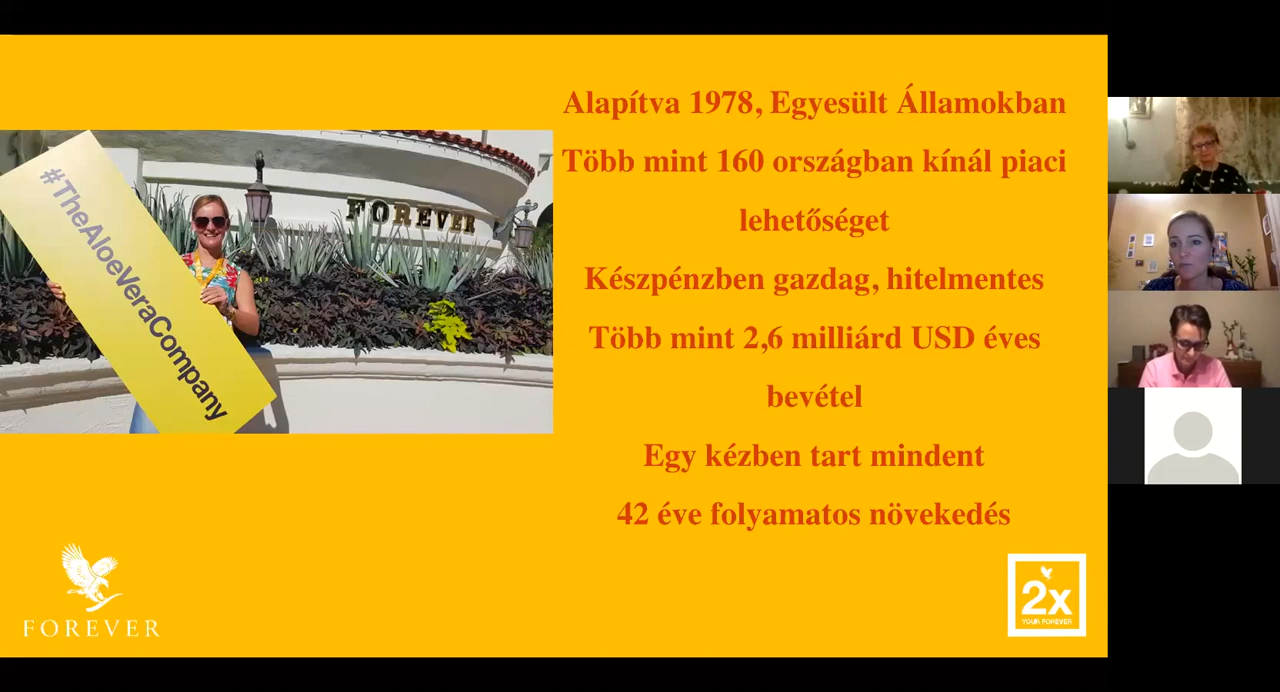 Alapítva 1978, Egyesült Államokban
Több mint 160 országban kínál piaci
lehetőséget
Készpénzben gazdag, hitelmentes
Több mint 2,6 milliárd USD éves
bevétel
Egy kézben tart mindent
42 éve folyamatos növekedés
#TheAloeVeraCompany
FOREVER
FOREVER
2x
YOUR FOREVER